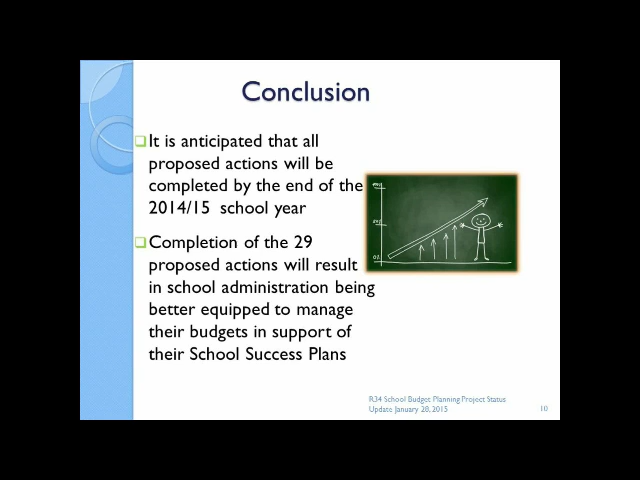 Conclusion
It is anticipated that all
proposed actions will be
completed by the end of the
2014/15 school year
Completion of the 29
proposed actions will result
in school administration being
better equipped to manage
their budgets in support of
their School Success Plans
R34 School Budget Planning Project Status
Update January 28, 2015
10